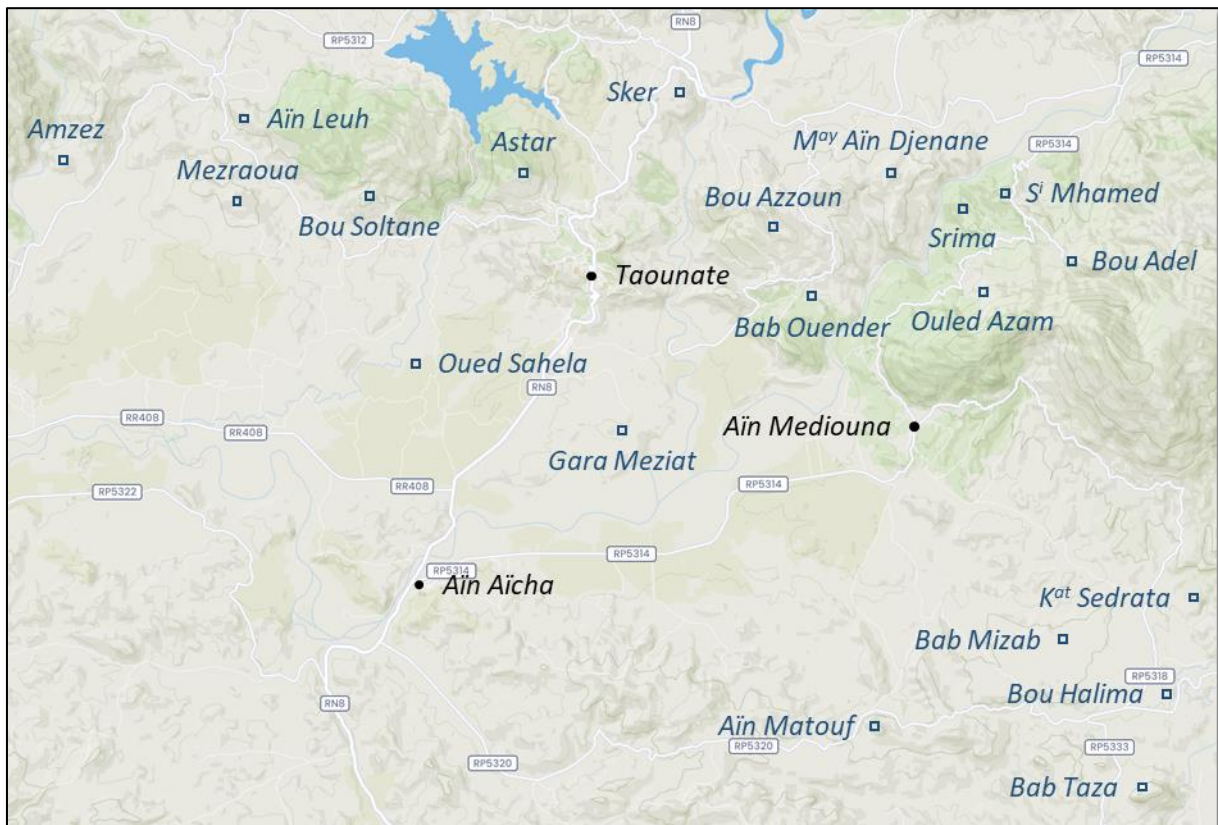 RN8
RP5312
RP5314
Sker
Aïn Leuh
Amzez
RP5314
Mᵃʸ Aïn Djenane
Astar
Mezraoua
Bou Azzoun
Sⁱ Mhamed
Bou Soltane
Srima
Bou Adel
Taounate
Bab Ouender
Ouled Azam
Oued Sahela
RN8
RR408
Aïn Mediouna
RR408
Gara Meziat
RP5322
RR408
RP5314
RP5314
RP5314
Aïn Aïcha
Kᵃᵗ Sedrata
Bab Mizab
RP5318
Bou Halima
RN8
Aïn Matouf
RP5320
RP5333
RP5320
Bab Taza